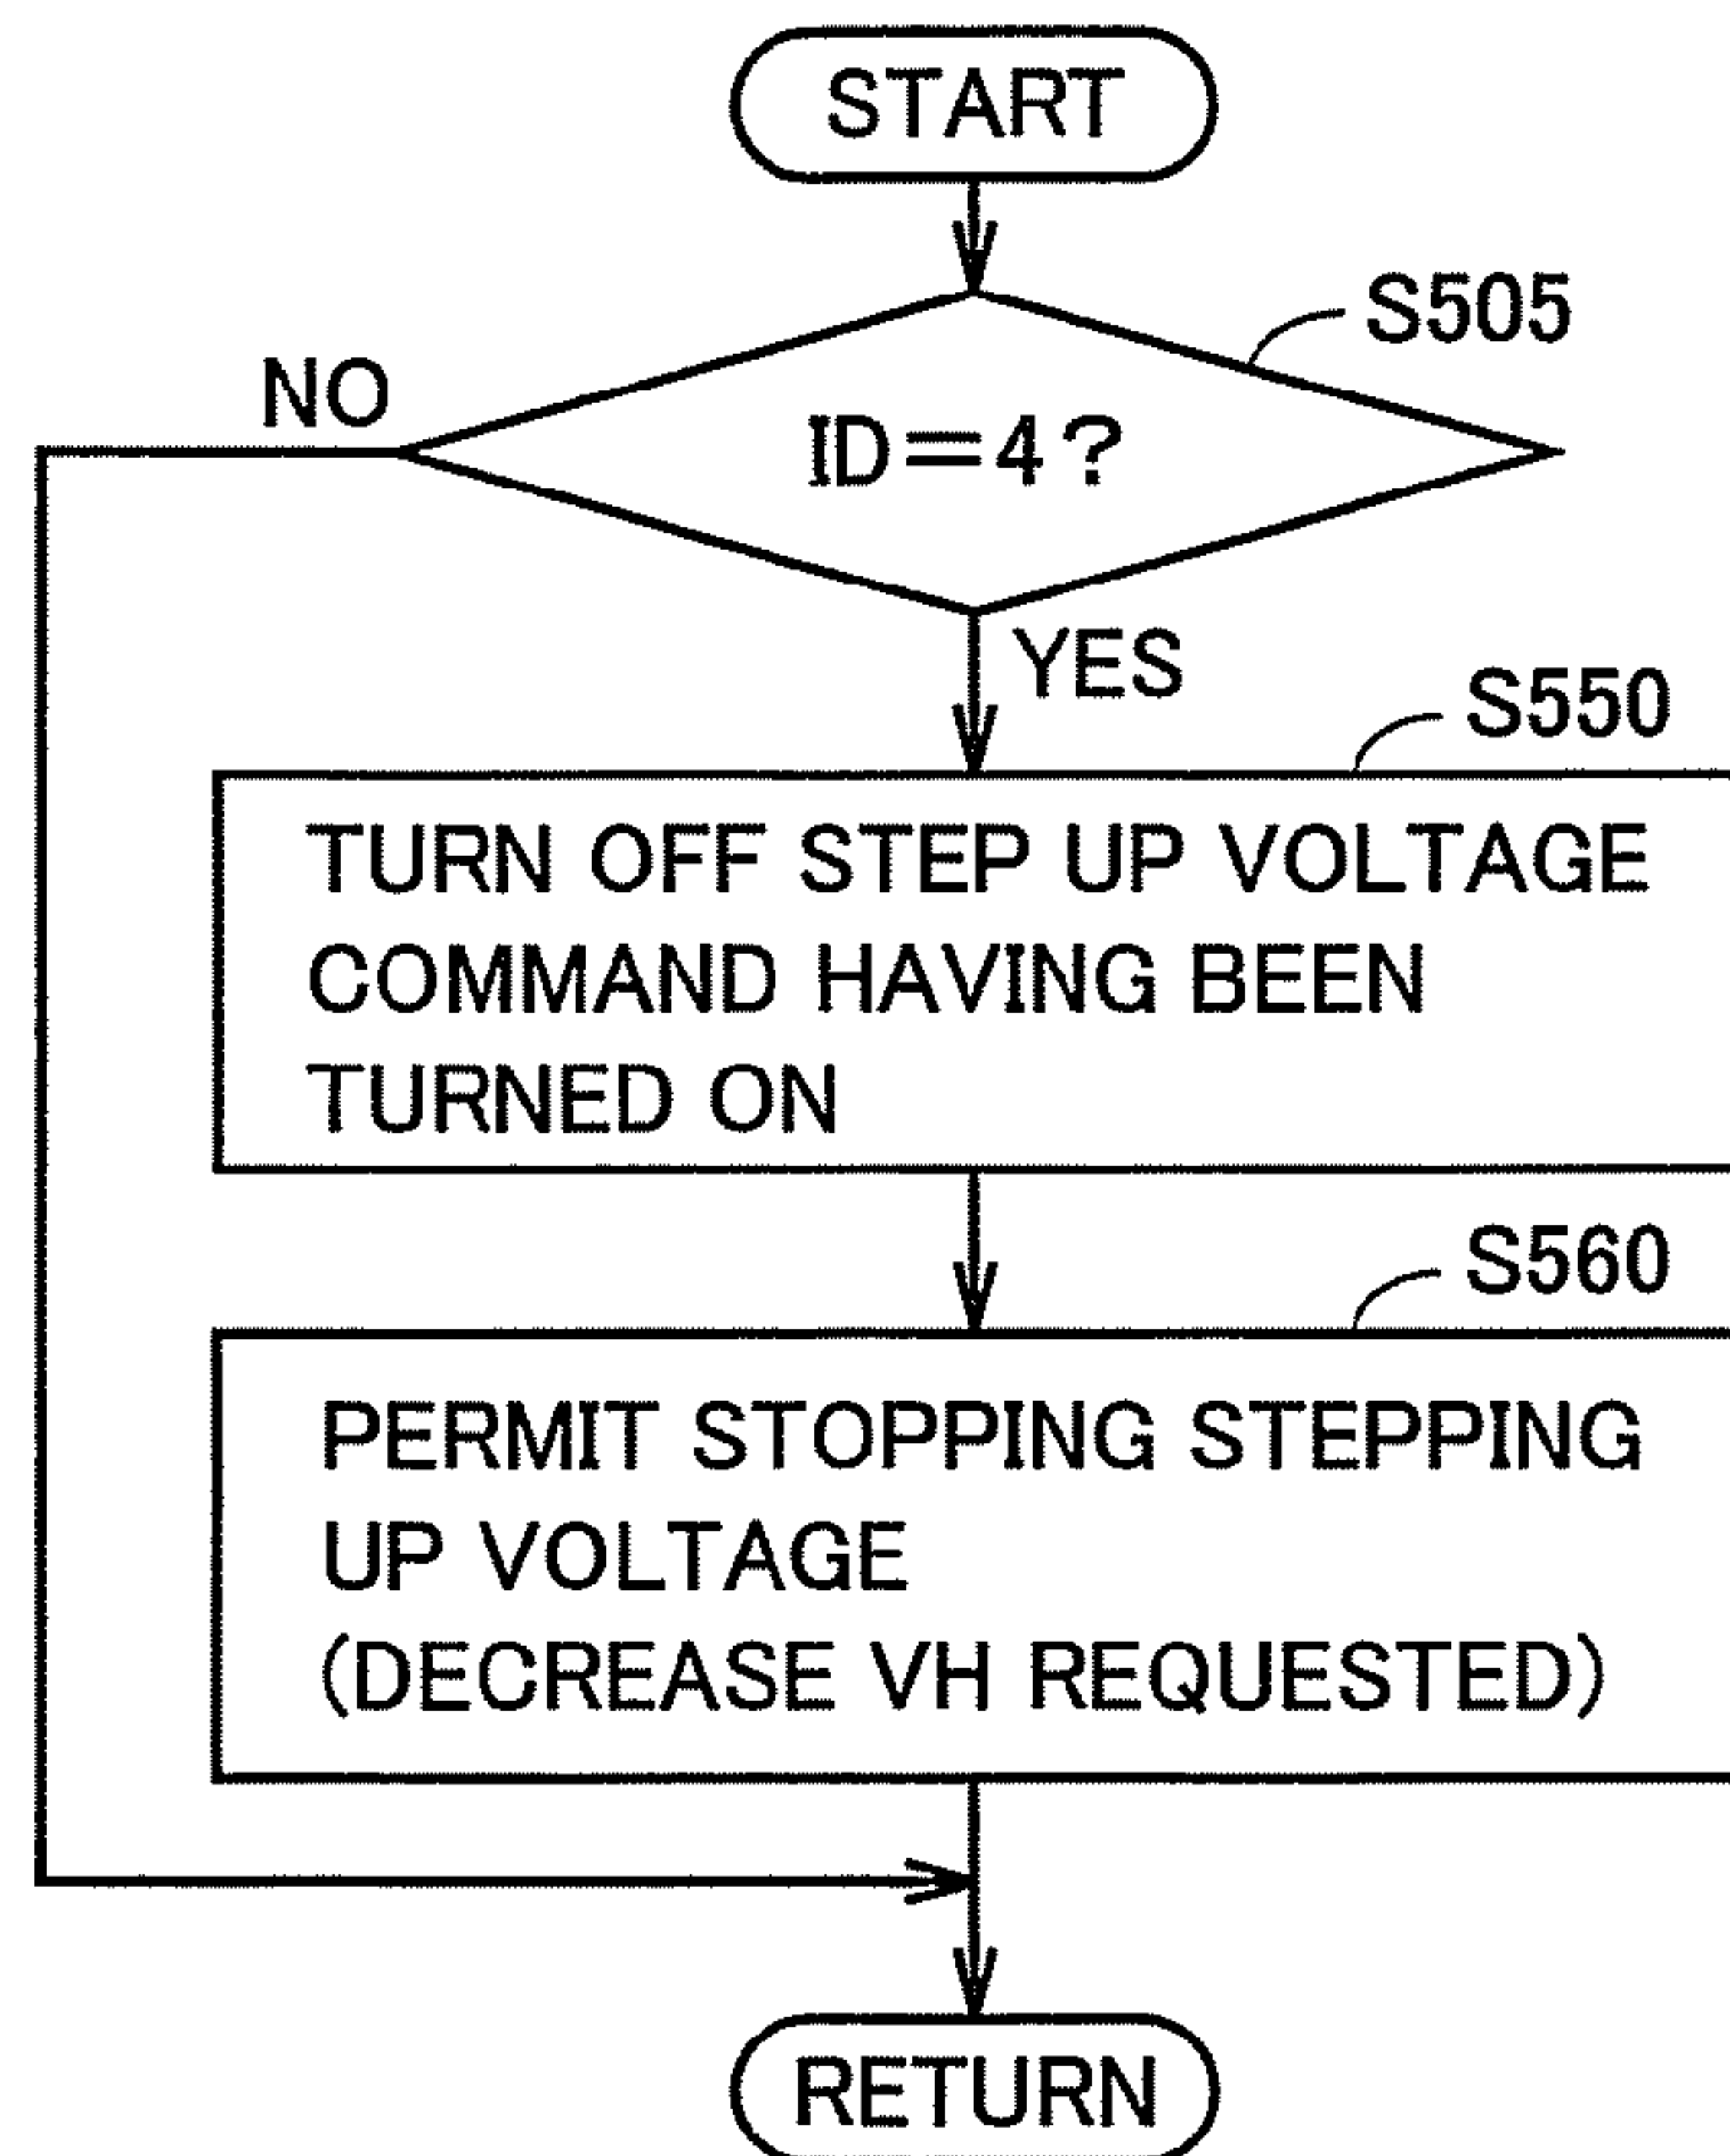 START
S505
NO
ID=4?
YES
S550
TURN OFF STEP UP VOLTAGE
COMMAND HAVING BEEN
TURNED ON
S560
PERMIT STOPPING STEPPING
UP VOLTAGE
(DECREASE VH REQUESTED)
RETURN